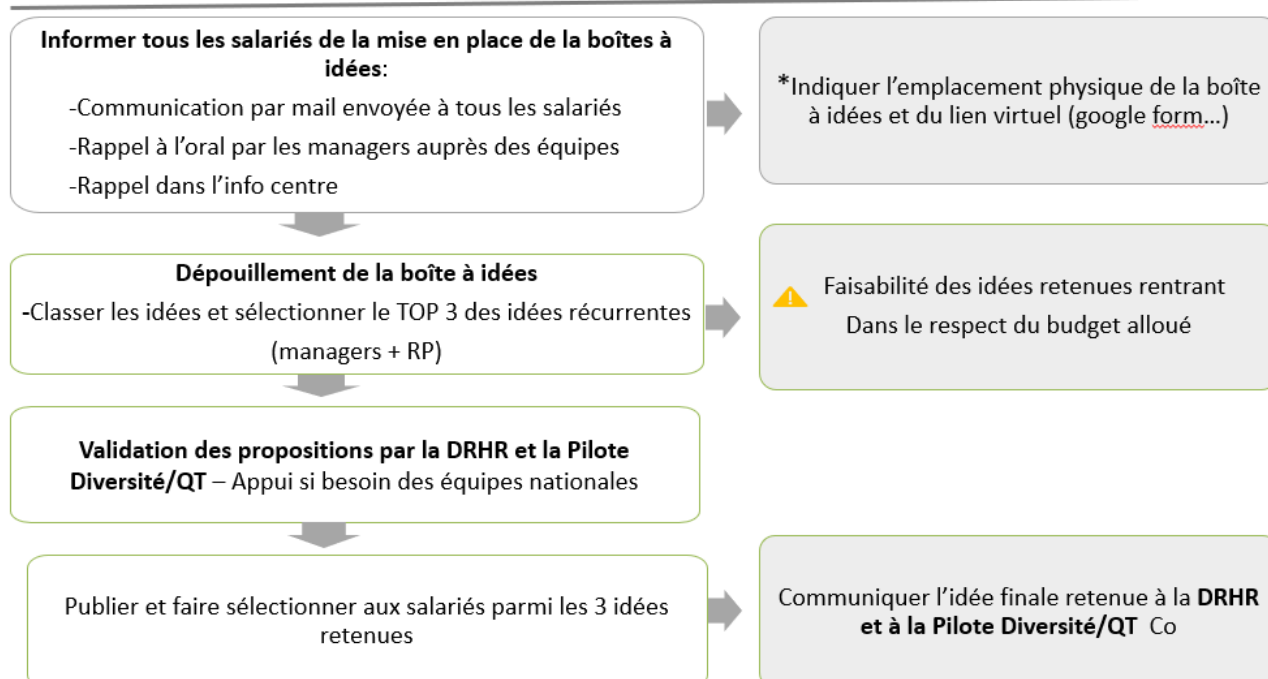 Informer tous les salariés de la mise en place de la boîtes à
idées:
-Communication par mail envoyée à tous les salariés
-Rappel à l'oral par les managers auprès des équipes
-Rappel dans l'info centre
*Indiquer l'emplacement physique de la boîte
à idées et du lien virtuel (google form…)
Dépouillement de la boîte à idées
-Classer les idées et sélectionner le TOP 3 des idées récurrentes
(managers + RP)
! Faisabilité des idées retenues rentrant
Dans le respect du budget alloué
Validation des propositions par la DRHR et la Pilote
Diversité/QT – Appui si besoin des équipes nationales
Publier et faire sélectionner aux salariés parmi les 3 idées
retenues
Communiquer l'idée finale retenue à la DRHR
et à la Pilote Diversité/QT Co